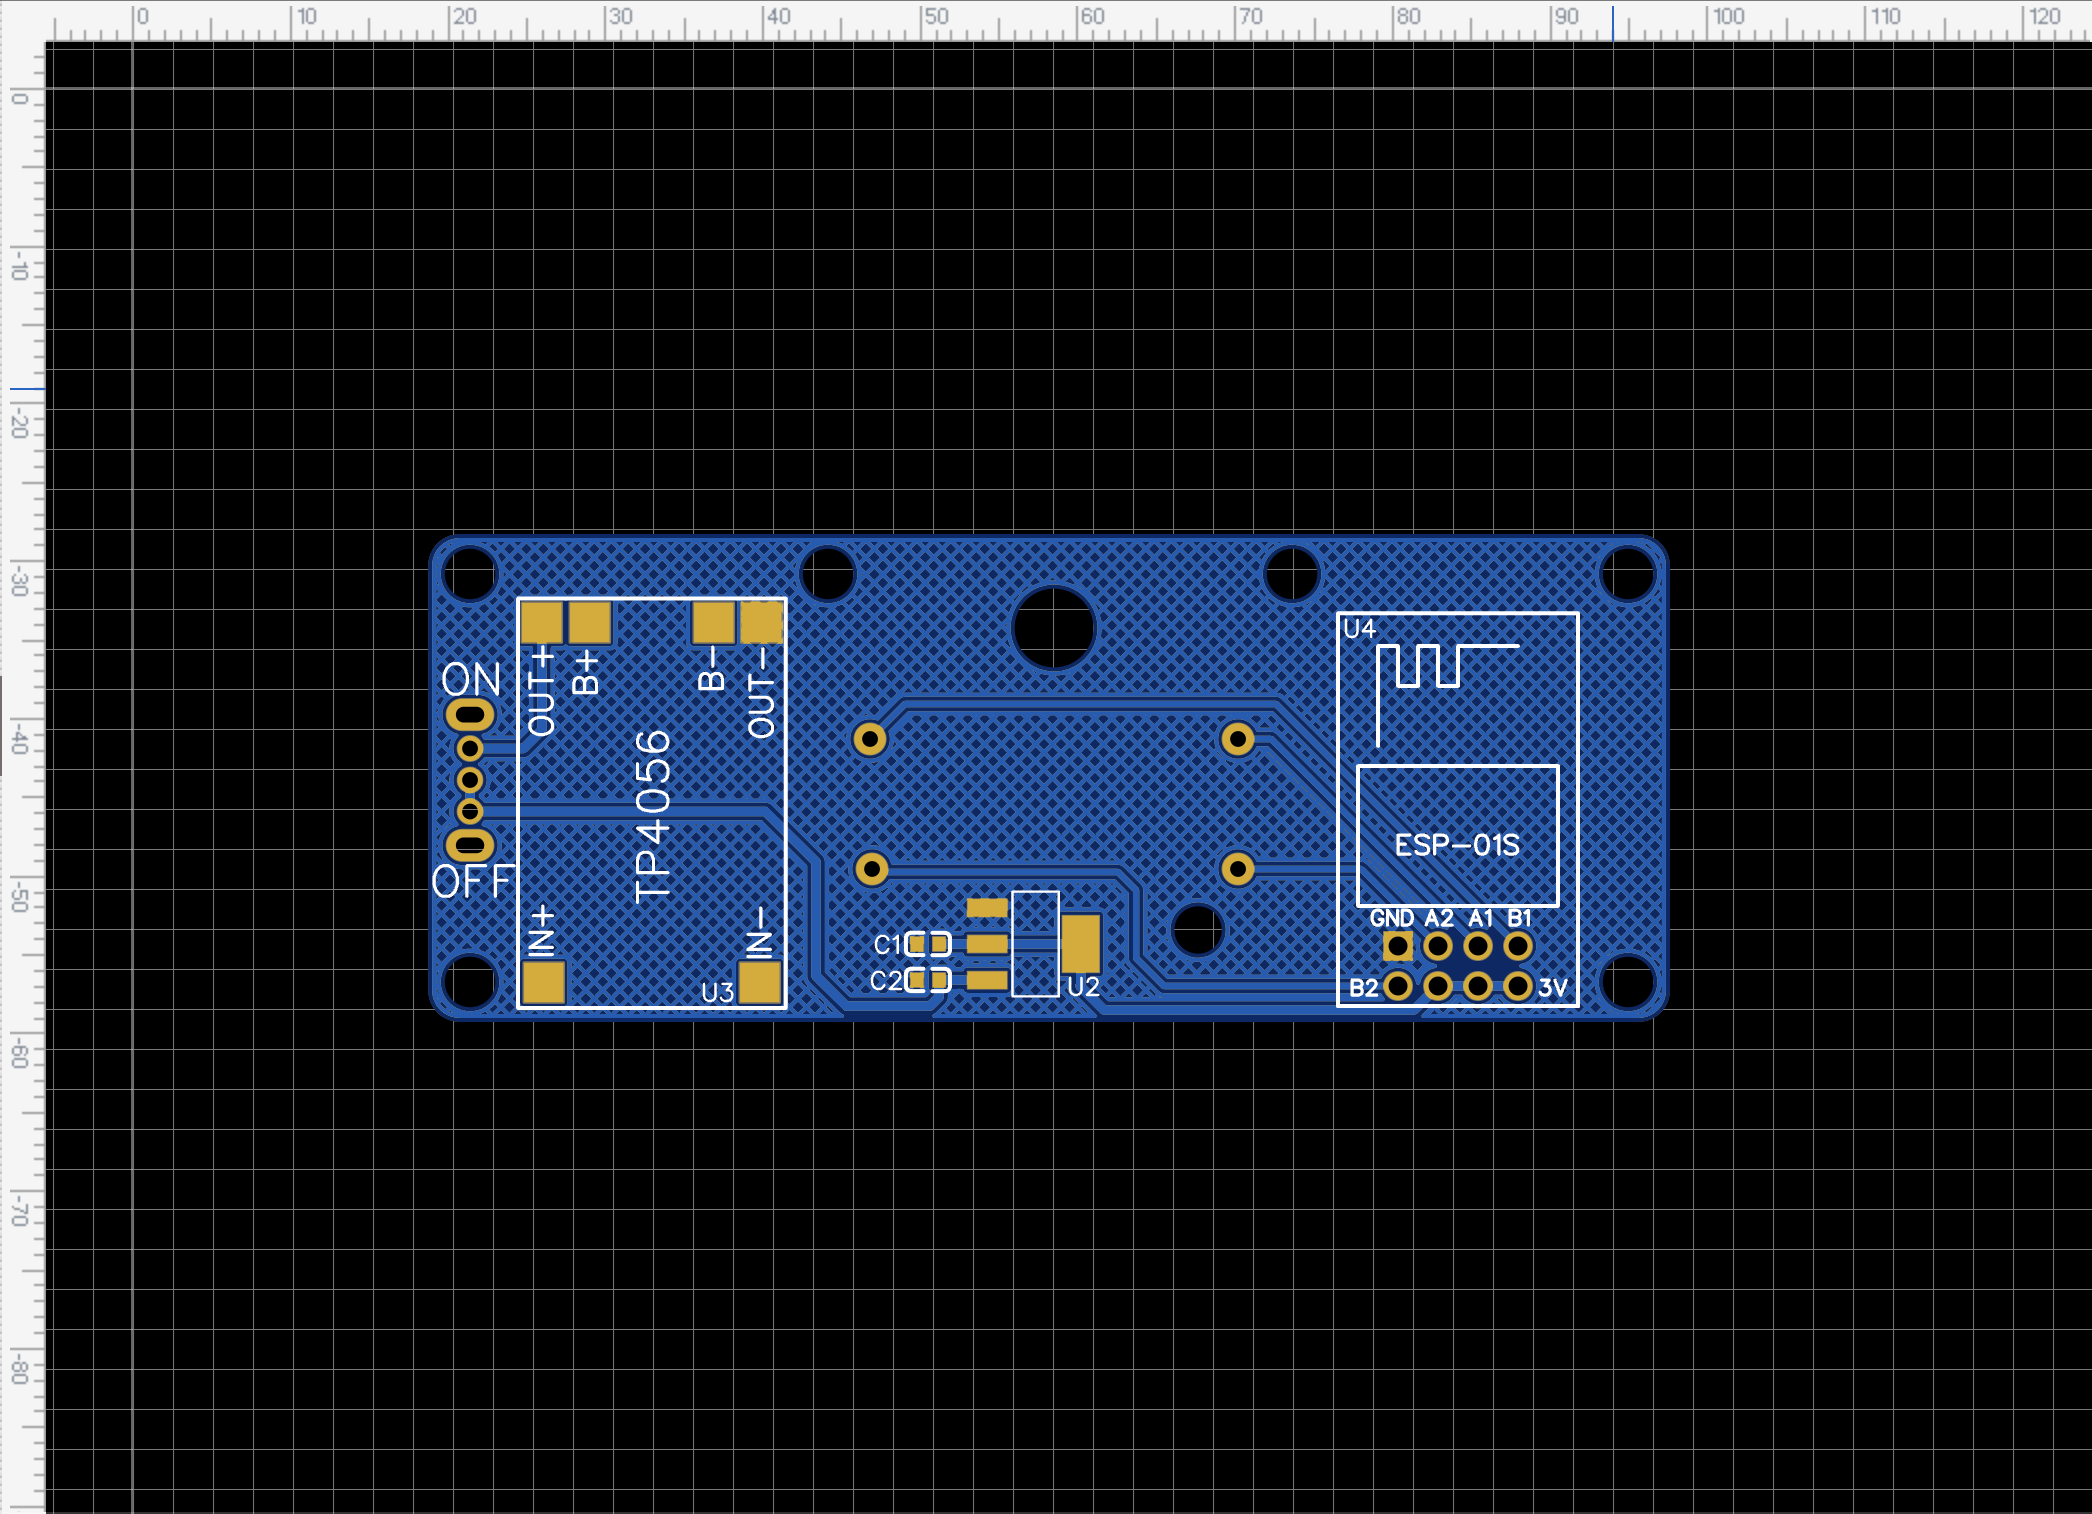 0 10 20 30 40 50 60 70 80 90 100 110 120
0
-10
-20
-30
-40
-50
-60
-70
-80
U4
ON
OUT+ B+ B- OUT-
TP4056
ESP-01S
OFF
IN+ IN-
GND A2 A1 B1
C1
C2
U3
U2
B2 3V